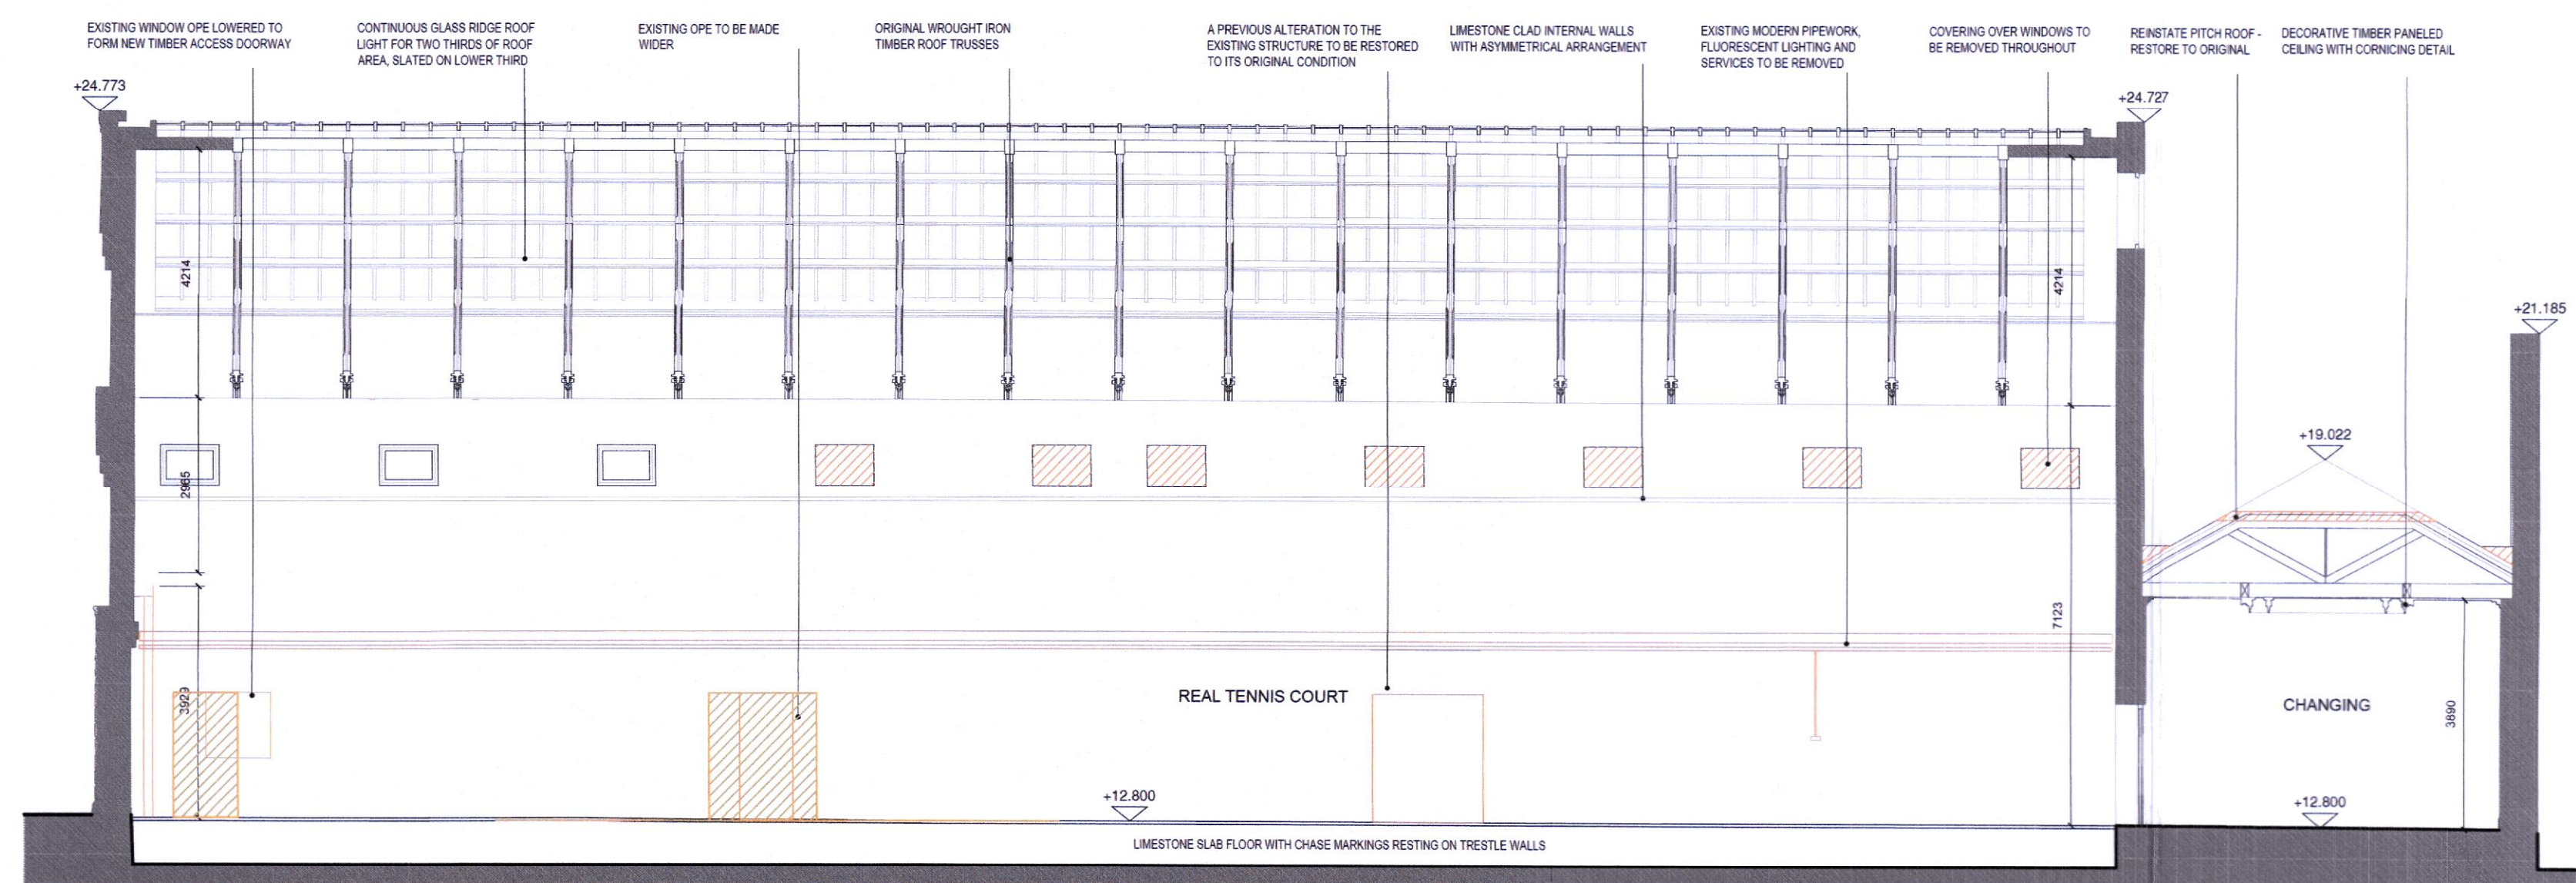 EXISTING WINDOW OPE LOWERED TO
FORM NEW TIMBER ACCESS DOORWAY
CONTINUOUS GLASS RIDGE ROOF
LIGHT FOR TWO THIRDS OF ROOF
AREA, SLATED ON LOWER THIRD
EXISTING OPE TO BE MADE
WIDER
ORIGINAL WROUGHT IRON
TIMBER ROOF TRUSSES
A PREVIOUS ALTERATION TO THE
EXISTING STRUCTURE TO BE RESTORED
TO ITS ORIGINAL CONDITION
LIMESTONE CLAD INTERNAL WALLS
WITH ASYMMETRICAL ARRANGEMENT
EXISTING MODERN PIPEWORK,
FLUORESCENT LIGHTING AND
SERVICES TO BE REMOVED
COVERING OVER WINDOWS TO
BE REMOVED THROUGHOUT
REINSTATE PITCH ROOF -
RESTORE TO ORIGINAL
DECORATIVE TIMBER PANELED
CEILING WITH CORNICING DETAIL
+24.773
+24.727
4214
4214
+21.185
+19.022
2965
7123
3929
REAL TENNIS COURT
CHANGING
3890
+12.800
+12.800
LIMESTONE SLAB FLOOR WITH CHASE MARKINGS RESTING ON TRESTLE WALLS